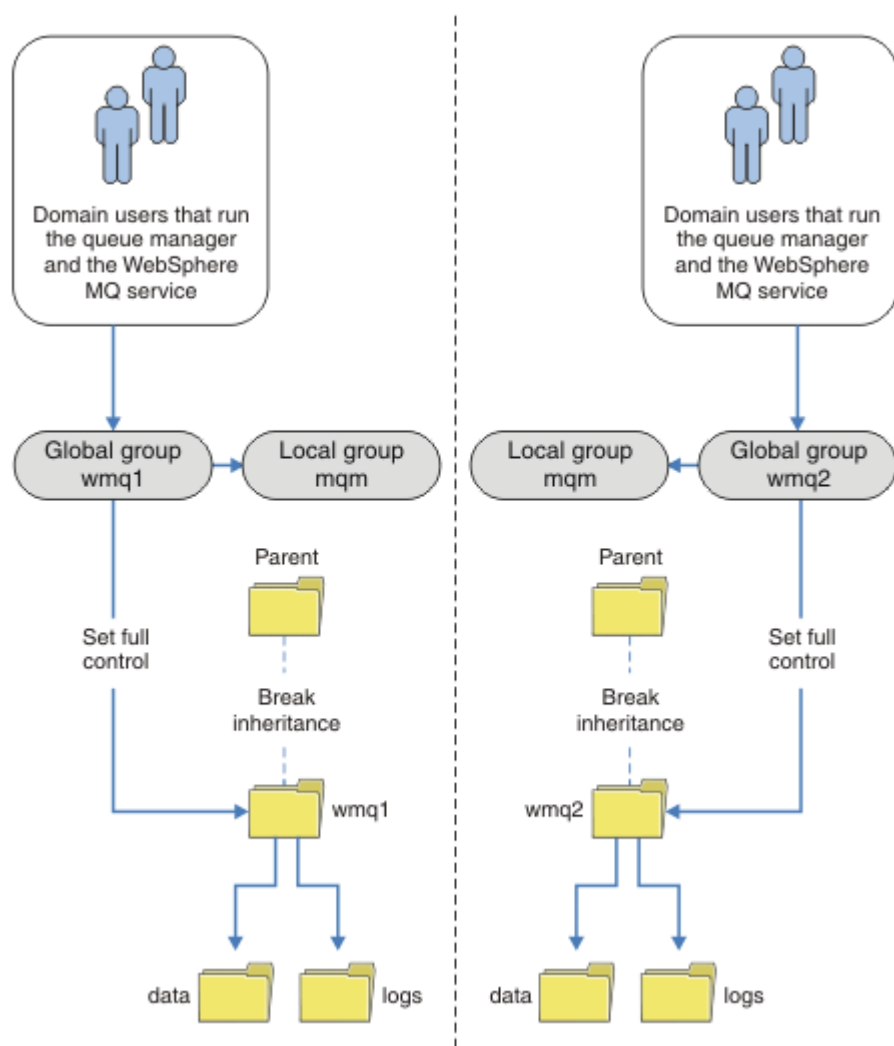 Domain users that run
the queue manager
and the WebSphere
MQ service
Global group
wmq1
Local group
mqm
Parent
Set full
control
Break
inheritance
wmq1
data
logs
Domain users that run
the queue manager
and the WebSphere
MQ service
Local group
mqm
Global group
wmq2
Parent
Set full
control
Break
inheritance
wmq2
data
logs